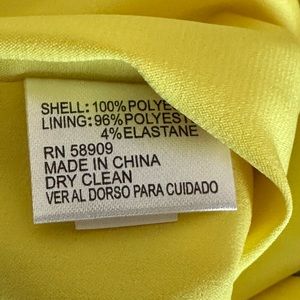 SHELL: 100% POLYES
LINING: 96% POLYESTE
4% ELASTANE
RN 58909
MADE IN CHINA
DRY CLEAN
VER AL DORSO PARA CUIDADO